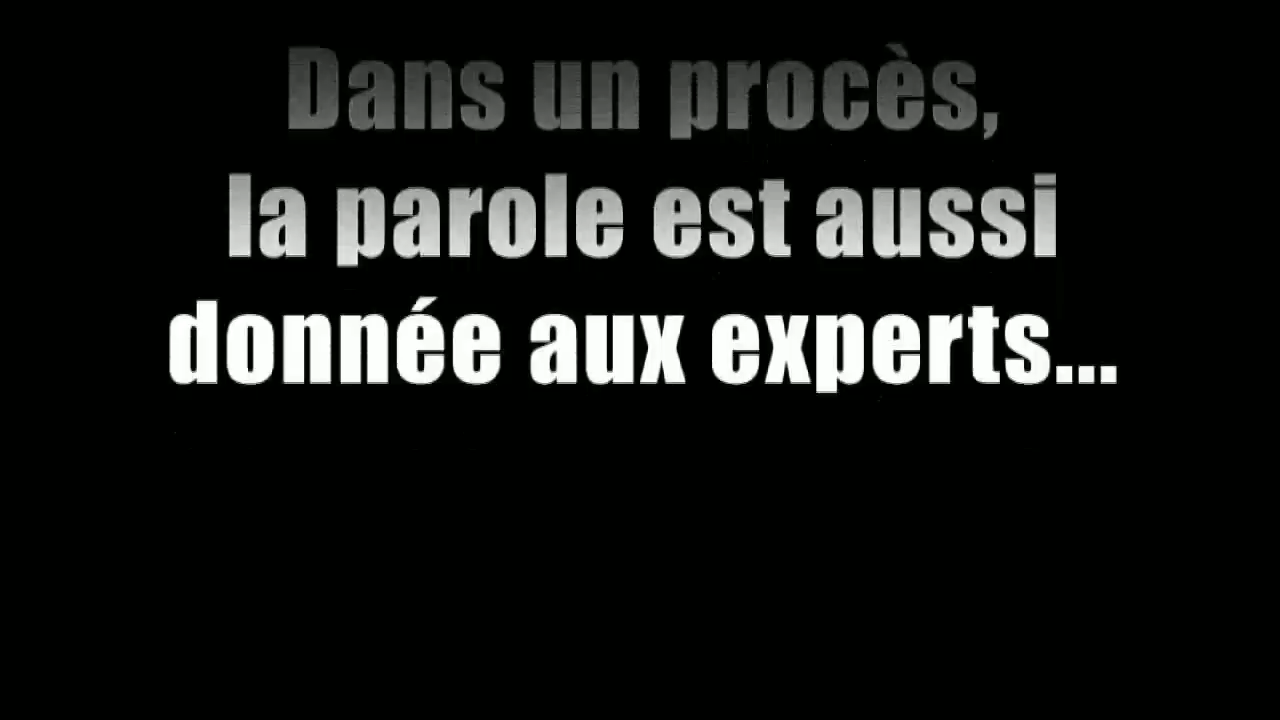 Dans un procès,
la parole est aussi
donnée aux experts...